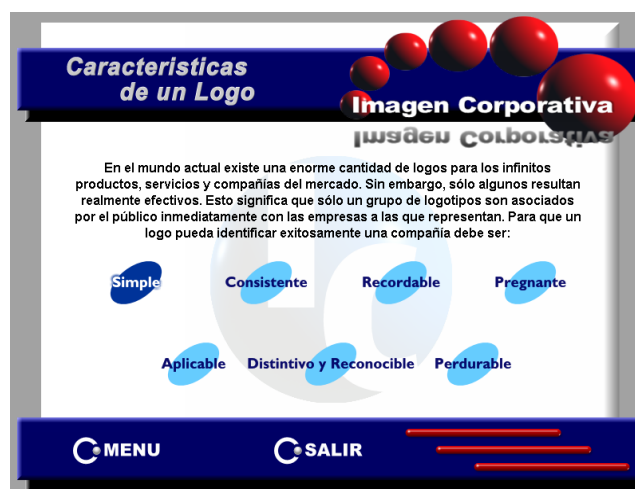 Caracteristicas
de un Logo
Imagen Corporativa
En el mundo actual existe una enorme cantidad de logos para los infinitos
productos, servicios y compañías del mercado. Sin embargo, sólo algunos resultan
realmente efectivos. Esto significa que sólo un grupo de logotipos son asociados
por el público inmediatamente con las empresas a las que representan. Para que un
logo pueda identificar exitosamente una compañía debe ser:
Simple Consistente Recordable Pregnante
Aplicable Distintivo y Reconocible Perdurable
MENU SALIR